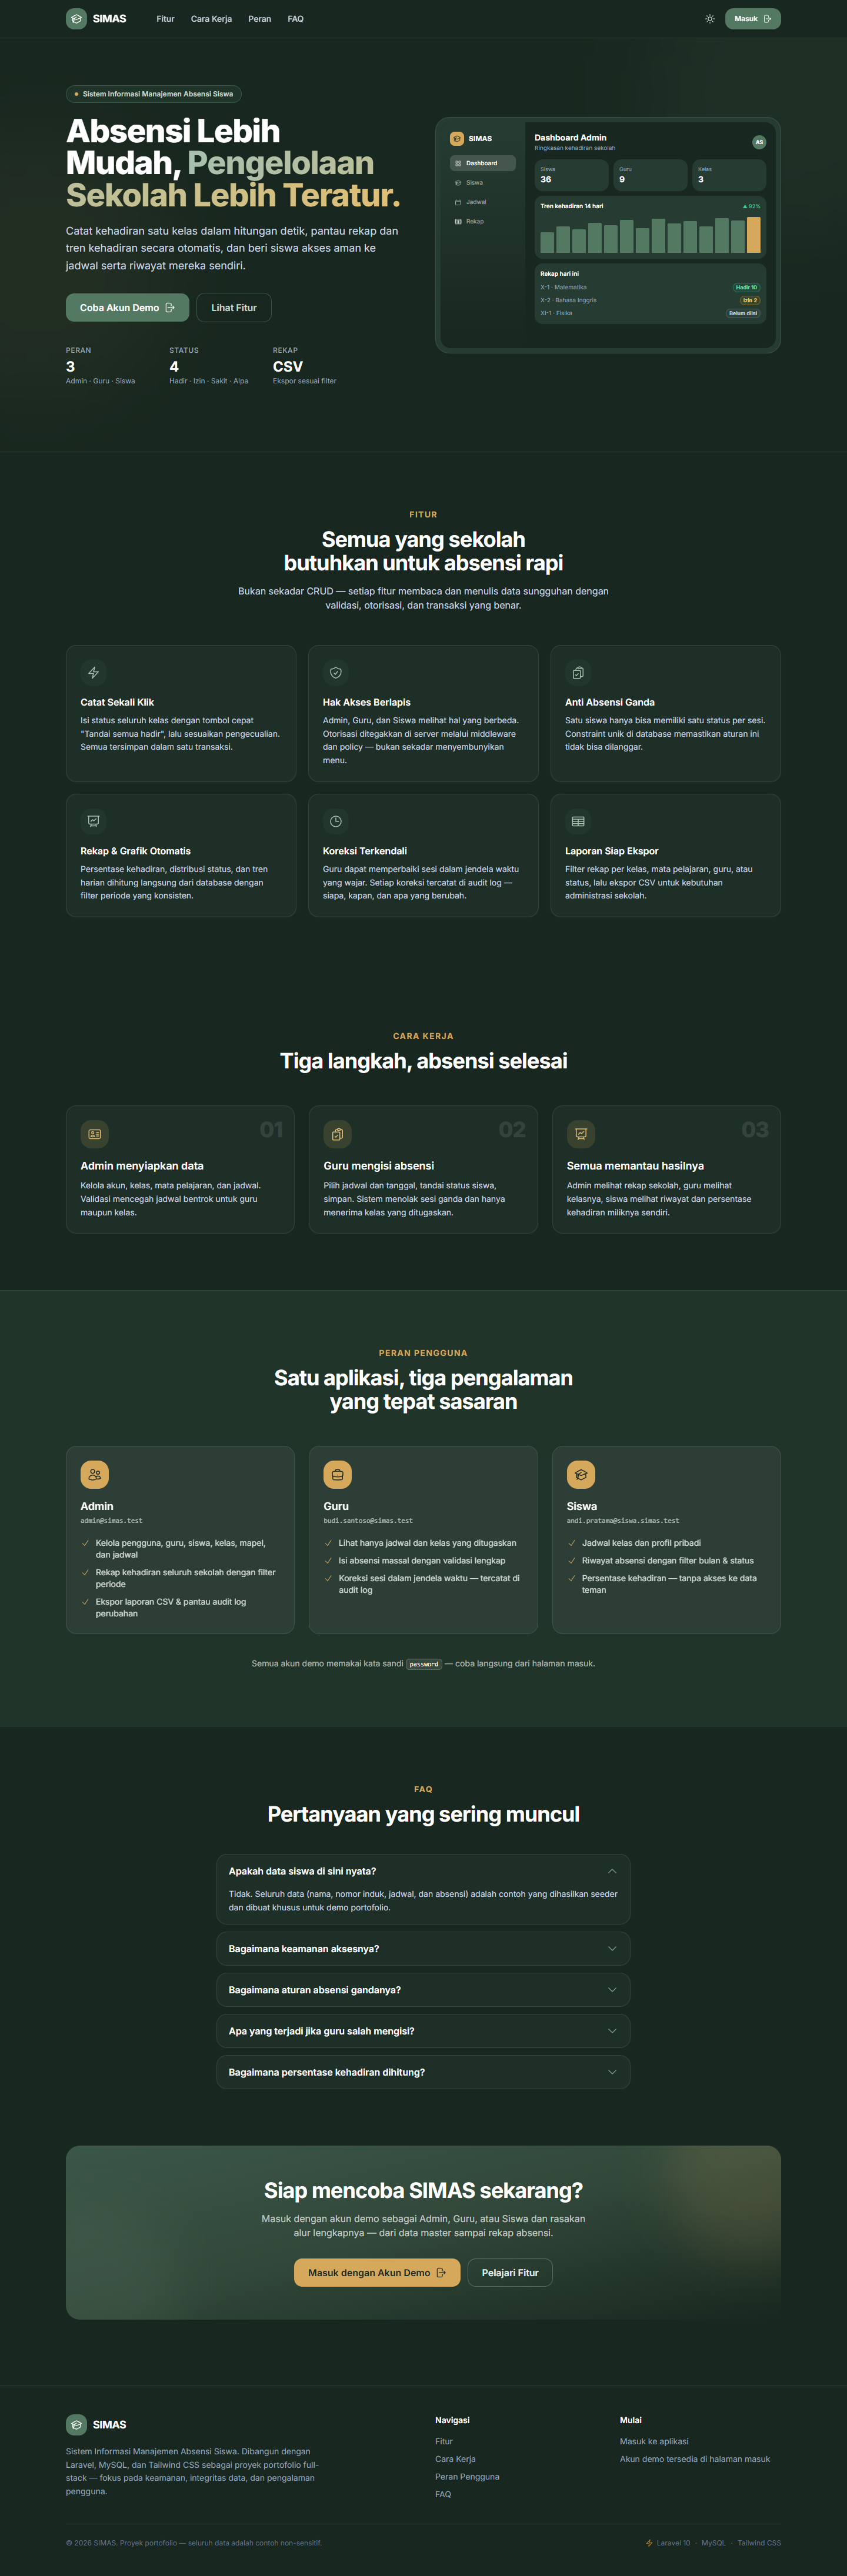 SIMAS
Fitur
Cara Kerja
Peran
FAQ
Masuk
Sistem Informasi Manajemen Absensi Siswa
Absensi Lebih
Mudah, Pengelolaan
Sekolah Lebih Teratur.
Catat kehadiran satu kelas dalam hitungan detik, pantau rekap dan
tren kehadiran secara otomatis, dan beri siswa akses aman ke
jadwal serta riwayat mereka sendiri.
Coba Akun Demo
Lihat Fitur
PERAN
3
Admin · Guru · Siswa
STATUS
4
Hadir · Izin · Sakit · Alpa
REKAP
CSV
Ekspor sesuai filter
SIMAS
Dashboard
Siswa
Jadwal
Rekap
Dashboard Admin
Ringkasan kehadiran sekolah
AS
Siswa
36
Guru
9
Kelas
3
Tren kehadiran 14 hari
▲ 92%
Rekap hari ini
X-1 · Matematika
Hadir 10
X-2 · Bahasa Inggris
Izin 2
XI-1 · Fisika
Belum diisi
FITUR
Semua yang sekolah
butuhkan untuk absensi rapi
Bukan sekadar CRUD — setiap fitur membaca dan menulis data sungguhan dengan
validasi, otorisasi, dan transaksi yang benar.
Catat Sekali Klik
Isi status seluruh kelas dengan tombol cepat
"Tandai semua hadir", lalu sesuaikan pengecualian.
Semua tersimpan dalam satu transaksi.
Hak Akses Berlapis
Admin, Guru, dan Siswa melihat hal yang berbeda.
Otorisasi ditegakkan di server melalui middleware
dan policy — bukan sekadar menyembunyikan
menu.
Anti Absensi Ganda
Satu siswa hanya bisa memiliki satu status per sesi.
Constraint unik di database memastikan aturan ini
tidak bisa dilanggar.
Rekap & Grafik Otomatis
Persentase kehadiran, distribusi status, dan tren
harian dihitung langsung dari database dengan
filter periode yang konsisten.
Koreksi Terkendali
Guru dapat memperbaiki sesi dalam jendela waktu
yang wajar. Setiap koreksi tercatat di audit log —
siapa, kapan, dan apa yang berubah.
Laporan Siap Ekspor
Filter rekap per kelas, mata pelajaran, guru, atau
status, lalu ekspor CSV untuk kebutuhan
administrasi sekolah.
CARA KERJA
Tiga langkah, absensi selesai
01
Admin menyiapkan data
Kelola akun, kelas, mata pelajaran, dan jadwal.
Validasi mencegah jadwal bentrok untuk guru
maupun kelas.
02
Guru mengisi absensi
Pilih jadwal dan tanggal, tandai status siswa,
simpan. Sistem menolak sesi ganda dan hanya
menerima kelas yang ditugaskan.
03
Semua memantau hasilnya
Admin melihat rekap sekolah, guru melihat
kelasnya, siswa melihat riwayat dan persentase
kehadiran miliknya sendiri.
PERAN PENGGUNA
Satu aplikasi, tiga pengalaman
yang tepat sasaran
Admin
admin@simas.test
Kelola pengguna, guru, siswa, kelas, mapel,
dan jadwal
Rekap kehadiran seluruh sekolah dengan filter
periode
Ekspor laporan CSV & pantau audit log
perubahan
Guru
budi.santoso@simas.test
Lihat hanya jadwal dan kelas yang ditugaskan
Isi absensi massal dengan validasi lengkap
Koreksi sesi dalam jendela waktu — tercatat di
audit log
Siswa
andi.pratama@siswa.simas.test
Jadwal kelas dan profil pribadi
Riwayat absensi dengan filter bulan & status
Persentase kehadiran — tanpa akses ke data
teman
Semua akun demo memakai kata sandi password — coba langsung dari halaman masuk.
FAQ
Pertanyaan yang sering muncul
Apakah data siswa di sini nyata?
Tidak. Seluruh data (nama, nomor induk, jadwal, dan absensi) adalah contoh yang dihasilkan seeder
dan dibuat khusus untuk demo portofolio.
Bagaimana keamanan aksesnya?
Bagaimana aturan absensi gandanya?
Apa yang terjadi jika guru salah mengisi?
Bagaimana persentase kehadiran dihitung?
Siap mencoba SIMAS sekarang?
Masuk dengan akun demo sebagai Admin, Guru, atau Siswa dan rasakan
alur lengkapnya — dari data master sampai rekap absensi.
Masuk dengan Akun Demo
Pelajari Fitur
SIMAS
Sistem Informasi Manajemen Absensi Siswa. Dibangun dengan
Laravel, MySQL, dan Tailwind CSS sebagai proyek portofolio full-
stack — fokus pada keamanan, integritas data, dan pengalaman
pengguna.
Navigasi
Fitur
Cara Kerja
Peran Pengguna
FAQ
Mulai
Masuk ke aplikasi
Akun demo tersedia di halaman masuk
© 2026 SIMAS. Proyek portofolio — seluruh data adalah contoh non-sensitif.
Laravel 10 · MySQL · Tailwind CSS